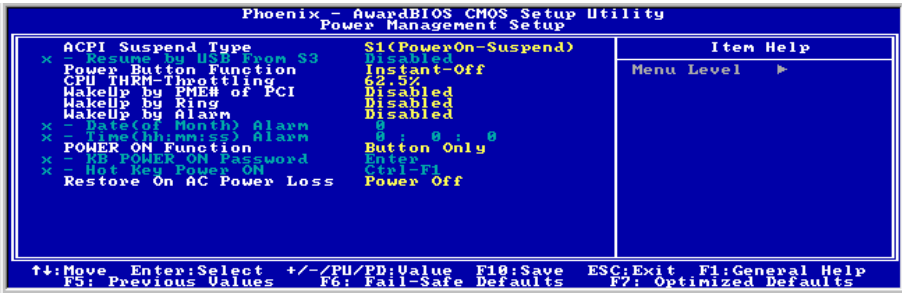 Phoenix - AwardBIOS CMOS Setup Utility
Power Management Setup
ACPI Suspend Type S1(PowerOn-Suspend)
x - Resume by USB From S3 Disabled
Power Button Function Instant-Off
CPU THRM-Throttling 62.5%
WakeUp by PME# of PCI Disabled
WakeUp by Ring Disabled
WakeUp by Alarm Disabled
x - Date(of Month) Alarm 0
x - Time(hh:mm:ss) Alarm 0 : 0 : 0
POWER ON Function Button Only
x - KB POWER ON Password Enter
x - Hot Key Power ON Ctrl-F1
Restore On AC Power Loss Power Off
Item Help
Menu Level ►
↑↓:Move Enter:Select +/-/PU/PD:Value F10:Save ESC:Exit F1:General Help
F5: Previous Values F6: Fail-Safe Defaults F7: Optimized Defaults